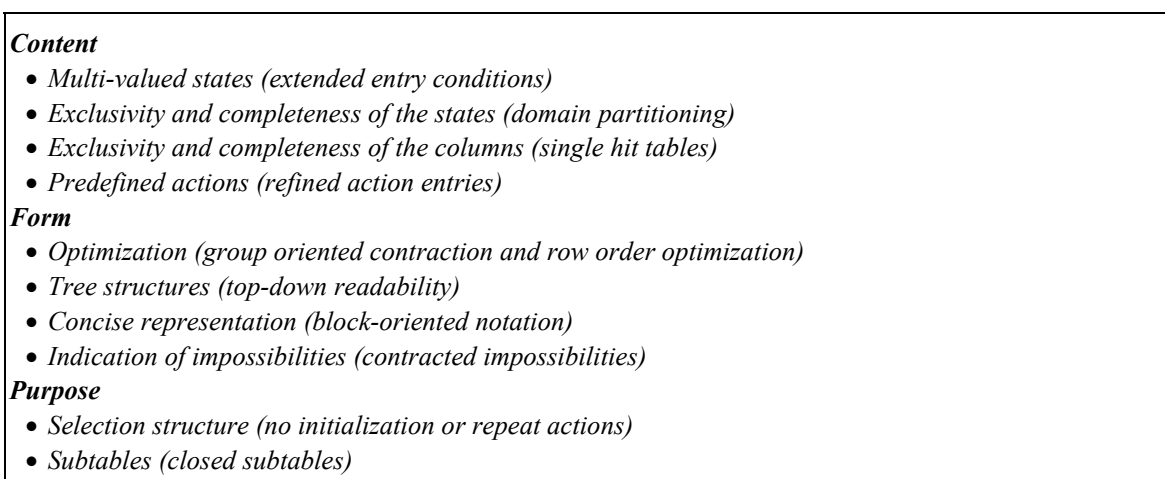 Content
• Multi-valued states (extended entry conditions)
• Exclusivity and completeness of the states (domain partitioning)
• Exclusivity and completeness of the columns (single hit tables)
• Predefined actions (refined action entries)
Form
• Optimization (group oriented contraction and row order optimization)
• Tree structures (top-down readability)
• Concise representation (block-oriented notation)
• Indication of impossibilities (contracted impossibilities)
Purpose
• Selection structure (no initialization or repeat actions)
• Subtables (closed subtables)